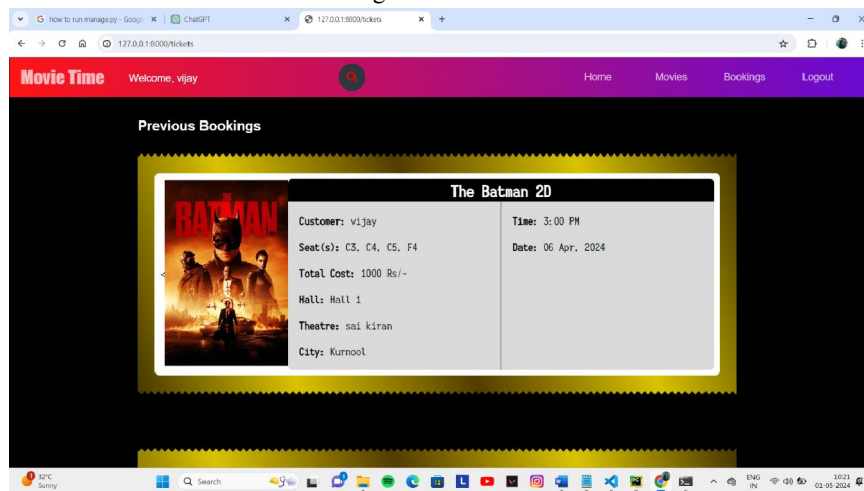 how to run manage.py - Google
ChatGPT
127.0.0.1:8000/tickets
127.0.0.1:8000/tickets
Movie Time
Welcome, vijay
Home
Movies
Bookings
Logout
Previous Bookings
The Batman 2D
THE
BATMAN
Customer: vijay
Seat(s): C3, C4, C5, F4
Total Cost: 1000 Rs/-
Hall: Hall 1
Theatre: sai kiran
City: Kurnool
Time: 3:00 PM
Date: 06 Apr, 2024
32°C
Sunny
Search
ENG
IN
10:21
01-05-2024